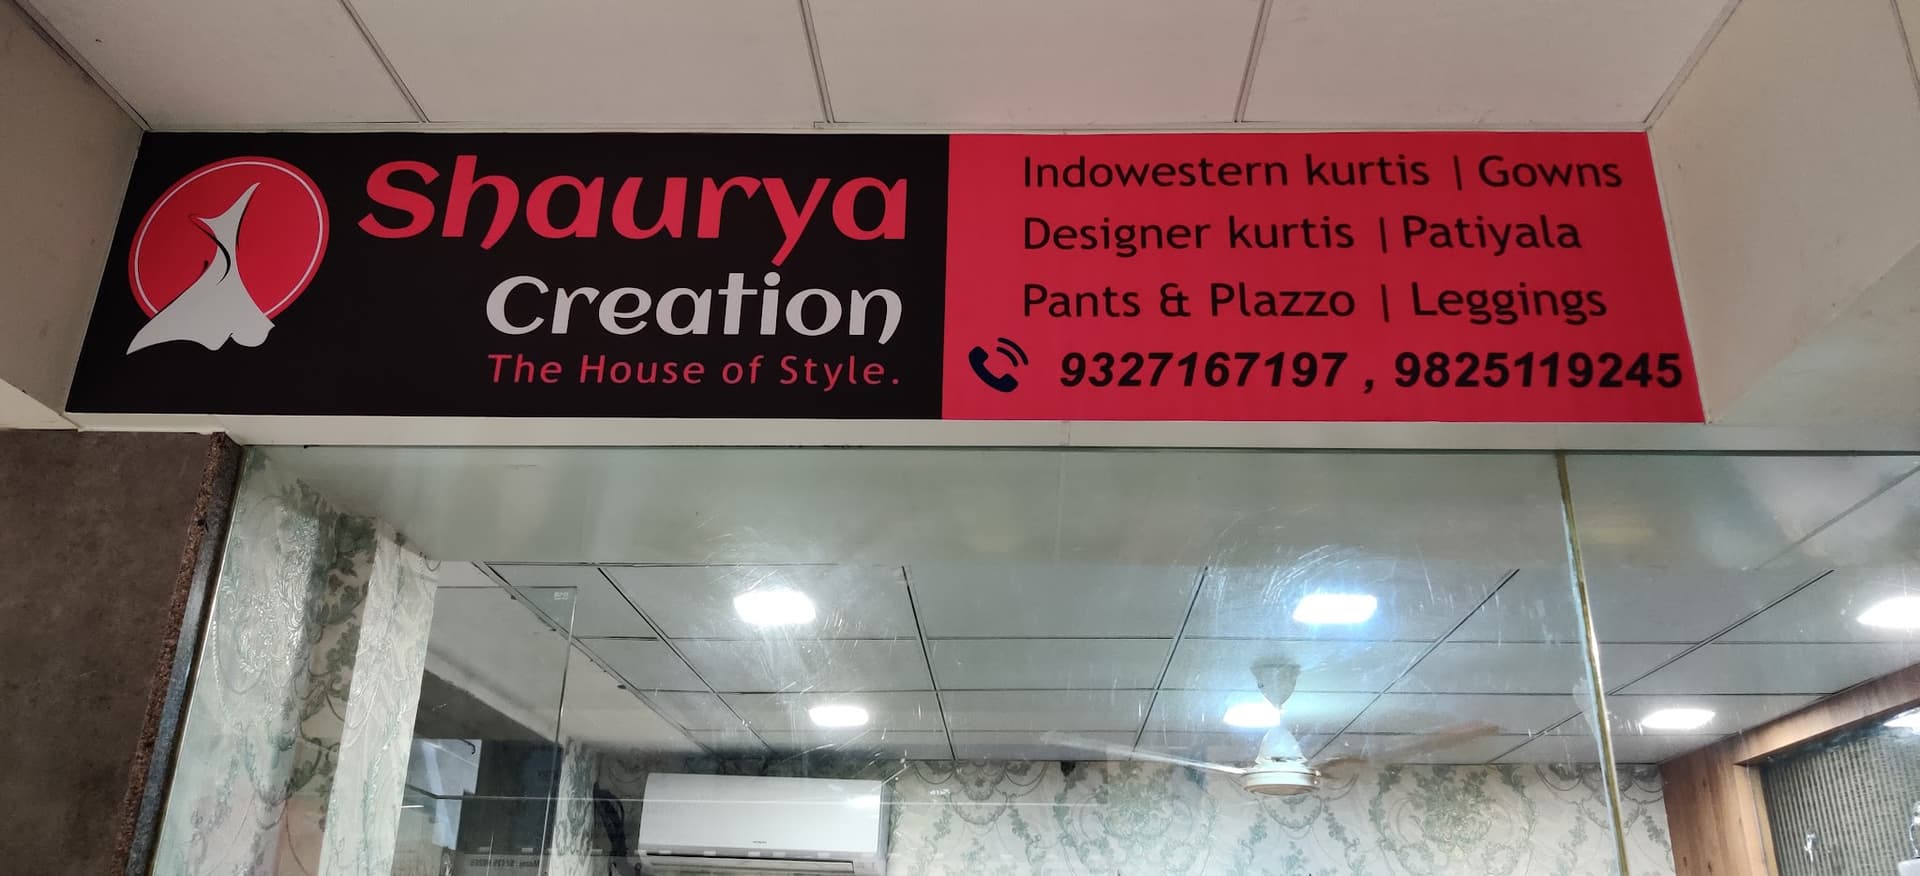 Shaurya
Creation
The House of Style.
Indowestern kurtis | Gowns
Designer kurtis | Patiyala
Pants & Plazzo | Leggings
9327167197 , 9825119245